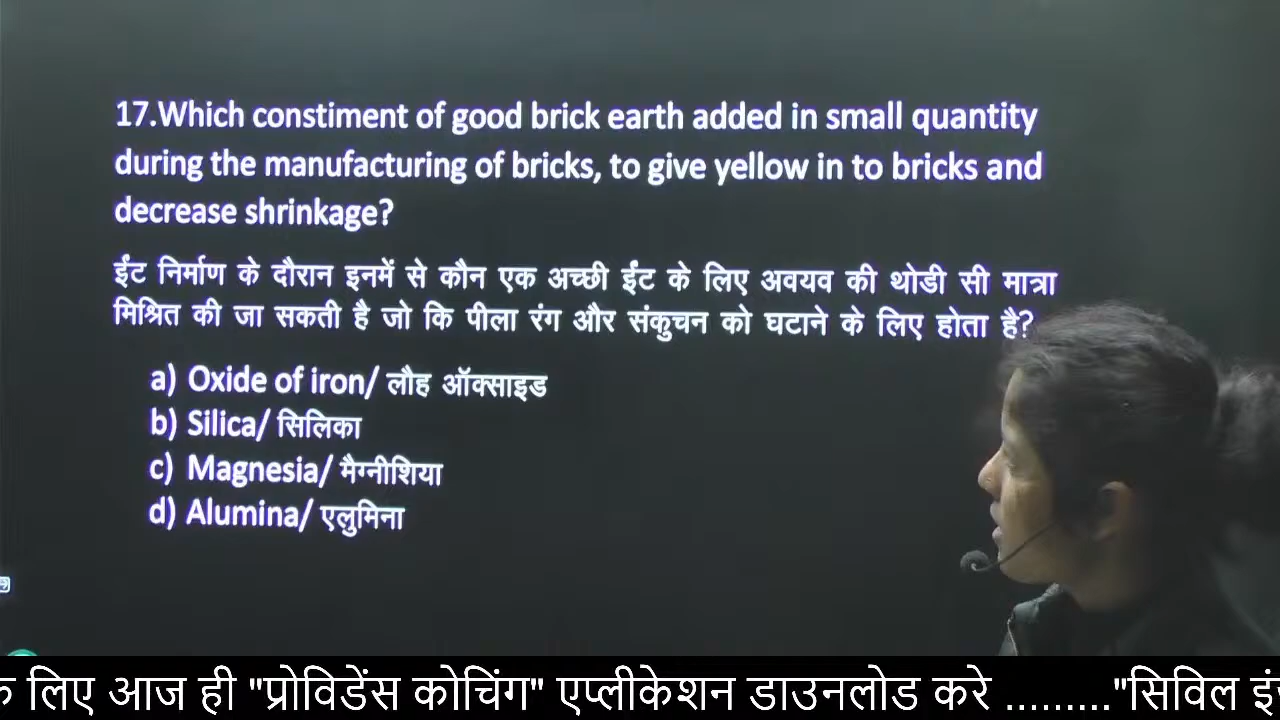 17.Which constiment of good brick earth added in small quantity
during the manufacturing of bricks, to give yellow in to bricks and
decrease shrinkage?
ईंट निर्माण के दौरान इनमें से कौन एक अच्छी ईंट के लिए अवयव की थोडी सी मात्रा
मिश्रित की जा सकती है जो कि पीला रंग और संकुचन को घटाने के लिए होता है?
a) Oxide of iron/ लौह ऑक्साइड
b) Silica/ सिलिका
c) Magnesia/ मैग्नीशिया
d) Alumina/ एलुमिना
लिए आज ही "प्रोविडेंस कोचिंग" एप्लीकेशन डाउनलोड करे ........."सिविल